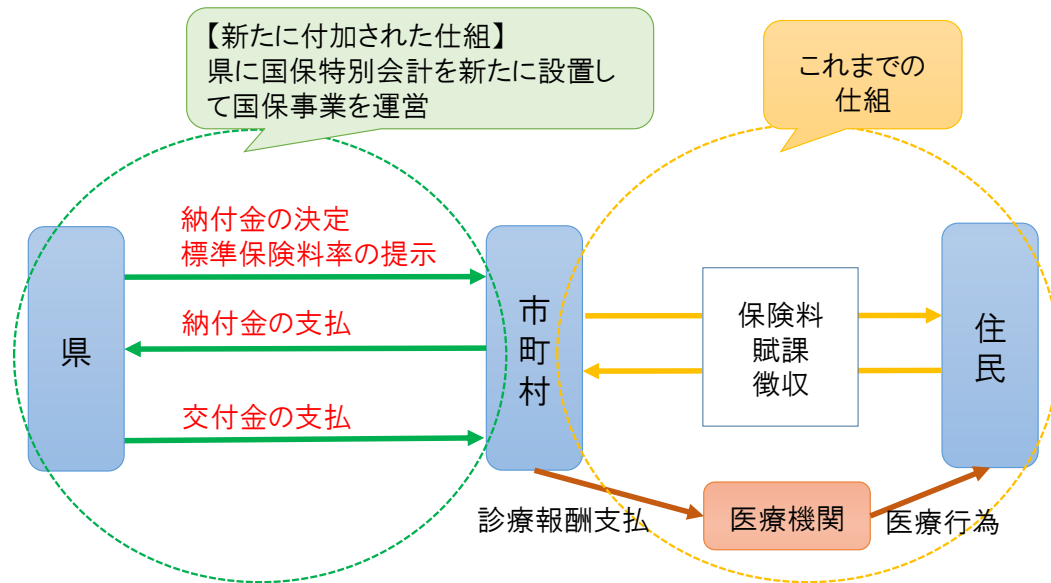 【新たに付加された仕組】
県に国保特別会計を新たに設置し
て国保事業を運営
これまでの
仕組
納付金の決定
標準保険料率の提示
納付金の支払
交付金の支払
県
市
町
村
保険料
賦課
徴収
住
民
診療報酬支払
医療機関
医療行為